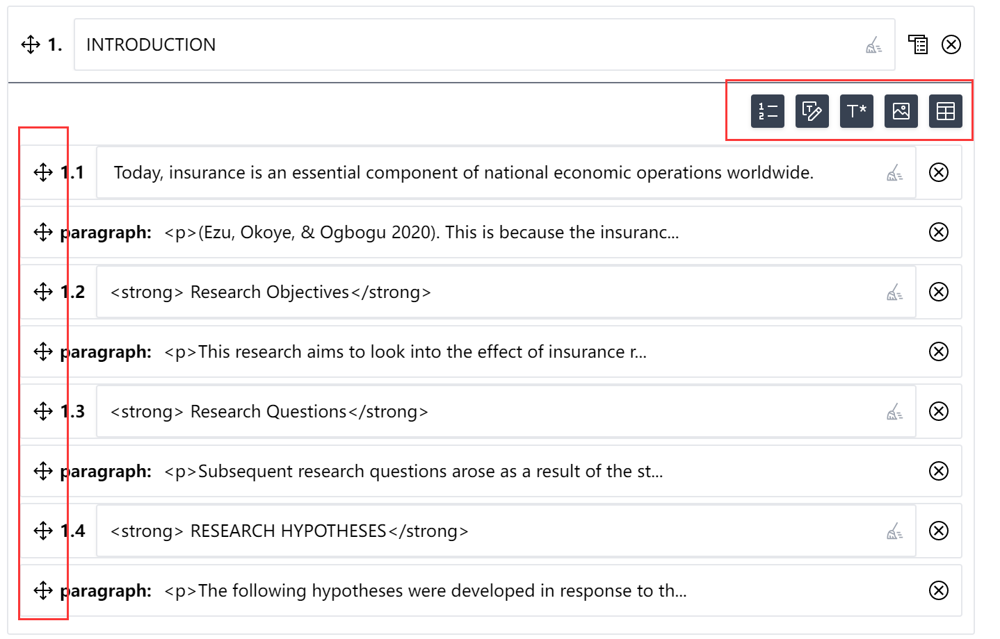 1. INTRODUCTION
1 2 T T*
1.1 Today, insurance is an essential component of national economic operations worldwide.
paragraph: <p>(Ezu, Okoye, & Ogbogu 2020). This is because the insuranc...
1.2 <strong> Research Objectives</strong>
paragraph: <p>This research aims to look into the effect of insurance r...
1.3 <strong> Research Questions</strong>
paragraph: <p>Subsequent research questions arose as a result of the st...
1.4 <strong> RESEARCH HYPOTHESES</strong>
paragraph: <p>The following hypotheses were developed in response to th...